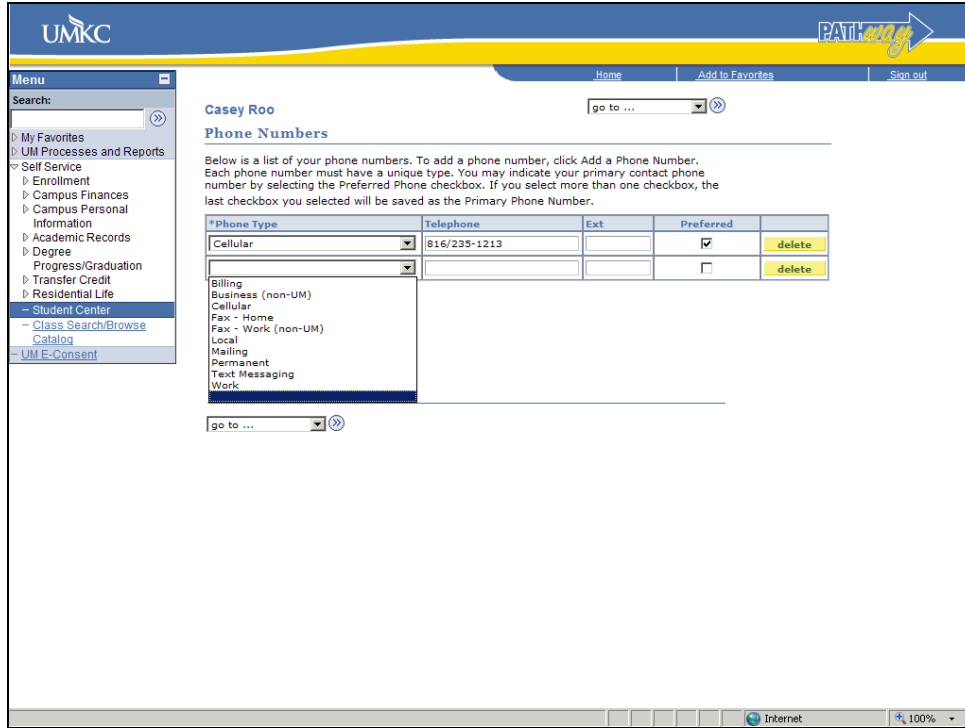 UMKC
PATHway
Home
Add to Favorites
Sign out
Menu
Search:
My Favorites
UM Processes and Reports
Self Service
Enrollment
Campus Finances
Campus Personal
Information
Academic Records
Degree
Progress/Graduation
Transfer Credit
Residential Life
– Student Center
– Class Search/Browse
Catalog
– UM E-Consent
Casey Roo
go to ...
Phone Numbers
Below is a list of your phone numbers. To add a phone number, click Add a Phone Number.
Each phone number must have a unique type. You may indicate your primary contact phone
number by selecting the Preferred Phone checkbox. If you select more than one checkbox, the
last checkbox you selected will be saved as the Primary Phone Number.
*Phone Type Telephone Ext Preferred
Cellular 816/235-1213 delete
delete
Billing
Business (non-UM)
Cellular
Fax - Home
Fax - Work (non-UM)
Local
Mailing
Permanent
Text Messaging
Work
go to ...
Internet 100%